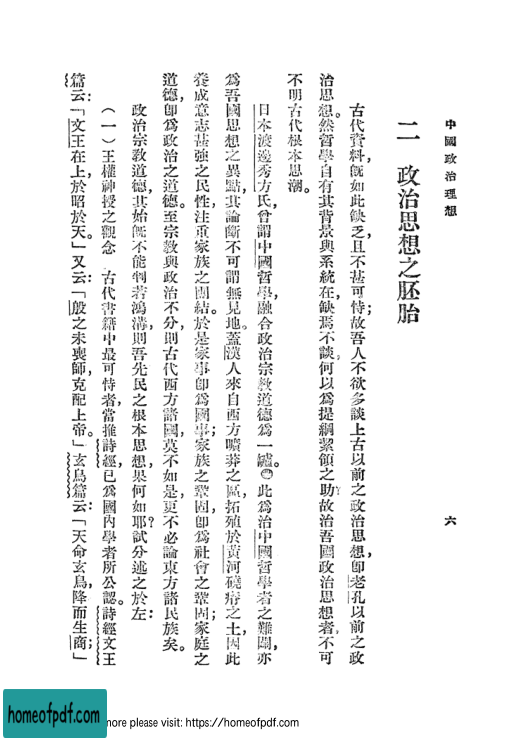 中國政治理想
六
二　政治思想之胚胎
古代資料，既如此缺乏，且不甚可恃；故吾人不欲多談上古以前之政治思想，卽老孔以前之政
治思想。然哲學自有其背景與系統在，缺焉不談，何以爲提綱絜領之助？故治吾國政治思想者，不可
不明古代根本思潮。
日本渡邊秀方氏，曾謂中國哲學，融合政治宗教道德爲一罏。㊀此爲治中國哲學者之難關，亦
爲吾國思想之異點，其論斷不可謂無見地。蓋漢人來自西方曠莽之區，拓殖於黃河磽瘠之土，因此
養成意志甚強之民性，注重家族之團結。於是家事卽爲國事；家族之鞏固，卽爲社會之鞏固；家庭之
道德，卽爲政治之道德。至宗教與政治不分，則古代西方諸國，莫不如是，更不必論東方諸民族矣。
政治宗教道德，其始旣不能判若鴻溝，則吾先民之根本思想，果何如耶？試分述之於左：
（一）王權神授之觀念　古代書籍中最可恃者，當推詩經，已爲國內學者所公認。詩經文王
篇云：「文王在上，於昭於天。」又云：「殷之未喪師，克配上帝。」玄鳥篇云：「天命玄鳥，降而生商；」
homeofpdf.com
more please visit: https://homeofpdf.com